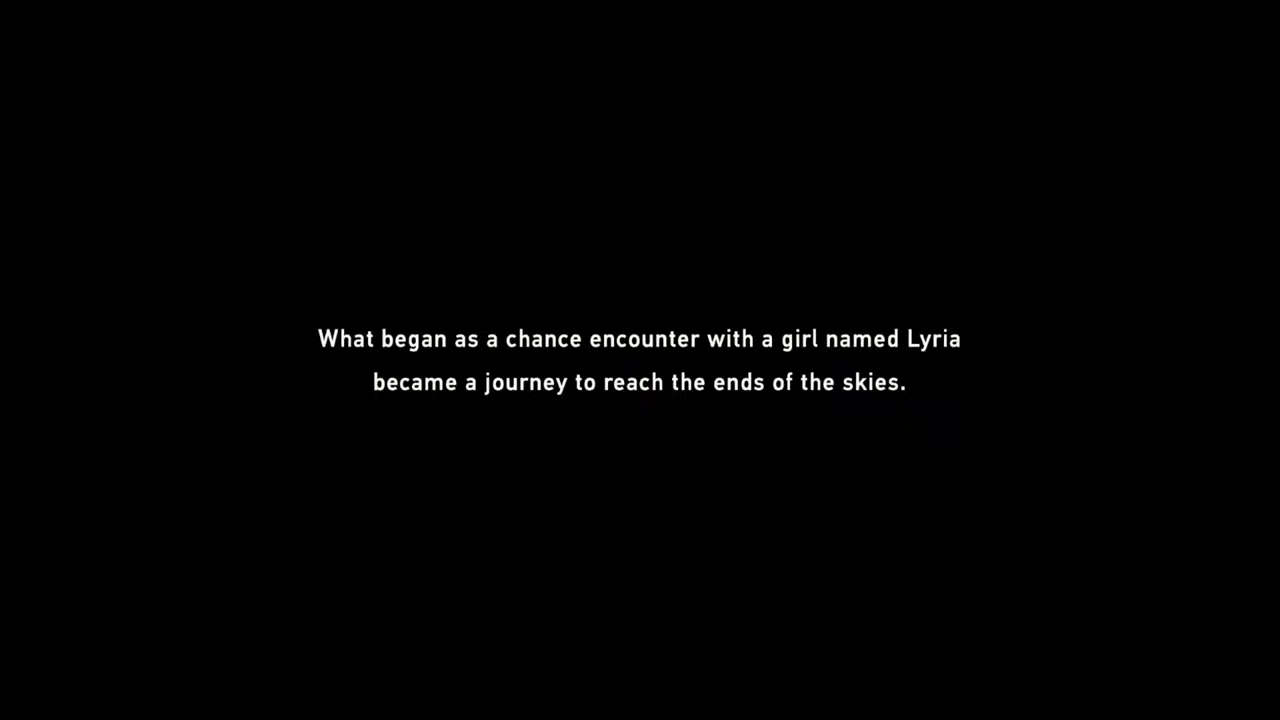 What began as a chance encounter with a girl named Lyria
became a journey to reach the ends of the skies.